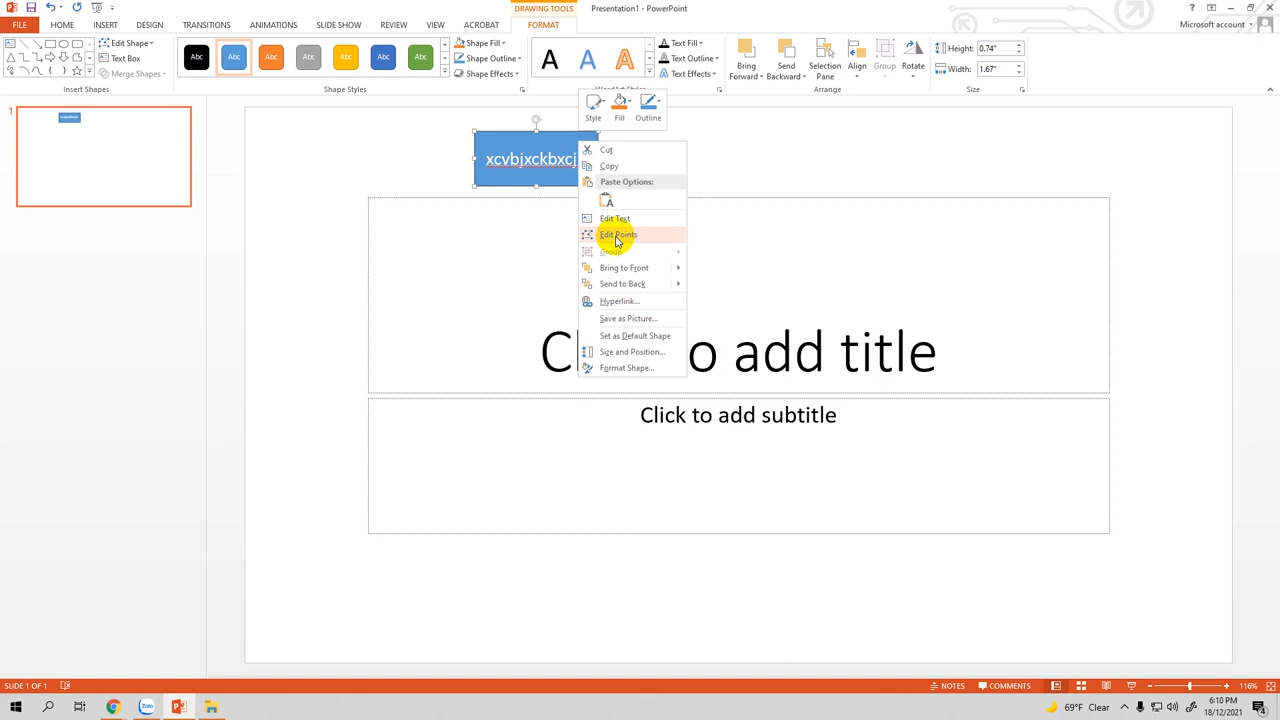 DRAWING TOOLS
Presentation1 - PowerPoint
FILE HOME INSERT DESIGN TRANSITIONS ANIMATIONS SLIDE SHOW REVIEW VIEW ACROBAT FORMAT
Microsoft account
Edit Shape
Text Box
Merge Shapes
Insert Shapes
Abc Abc Abc Abc Abc Abc Abc
Shape Styles
Shape Fill
Shape Outline
Shape Effects
A A A
Text Fill
Text Outline
Text Effects
Bring Forward
Send Backward
Selection Pane
Align
Group
Rotate
Arrange
Height: 0.74"
Width: 1.67"
Size
Style Fill Outline
1
xcvbjxckbxcj
Cut
Copy
Paste Options:
Edit Text
Edit Points
Group
Bring to Front
Send to Back
Hyperlink...
Save as Picture...
Set as Default Shape
Size and Position...
Format Shape...
o add title
Click to add subtitle
SLIDE 1 OF 1
NOTES
COMMENTS
116%
Zalo
69°F Clear
6:10 PM
18/12/2021
4